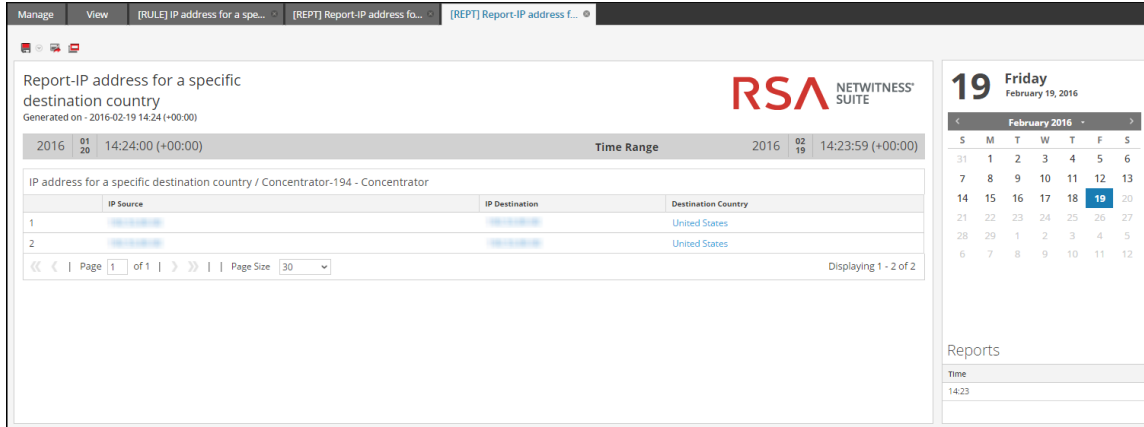 Manage View [RULE] IP address for a spe... [REPT] Report-IP address fo... [REPT] Report-IP address f...
Report-IP address for a specific
destination country
Generated on - 2016-02-19 14:24 (+00:00)
RSA NETWITNESS®
SUITE
2016 01 20 14:24:00 (+00:00) Time Range 2016 02 19 14:23:59 (+00:00)
IP address for a specific destination country / Concentrator-194 - Concentrator
IP Source IP Destination Destination Country
1 United States
2 United States
Page 1 of 1 | Page Size 30 Displaying 1 - 2 of 2
19 Friday
February 19, 2016
February 2016
S M T W T F S
31 1 2 3 4 5 6
7 8 9 10 11 12 13
14 15 16 17 18 19 20
21 22 23 24 25 26 27
28 29 1 2 3 4 5
6 7 8 9 10 11 12
Reports
Time
14:23